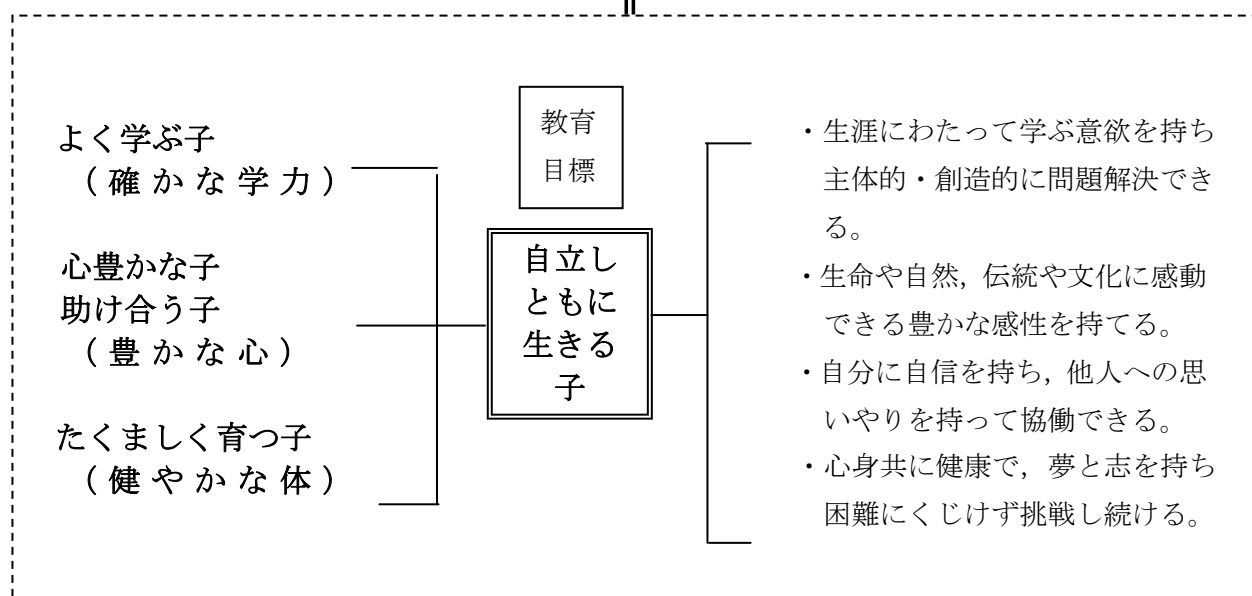 よく学ぶ子
（確かな学力）
心豊かな子
助け合う子
（豊かな心）
たくましく育つ子
（健やかな体）
教育
目標
自立し
ともに
生きる
子
・生涯にわたって学ぶ意欲を持ち
主体的・創造的に問題解決でき
る。
・生命や自然，伝統や文化に感動
できる豊かな感性を持てる。
・自分に自信を持ち，他人への思
いやりを持って協働できる。
・心身共に健康で，夢と志を持ち
困難にくじけず挑戦し続ける。